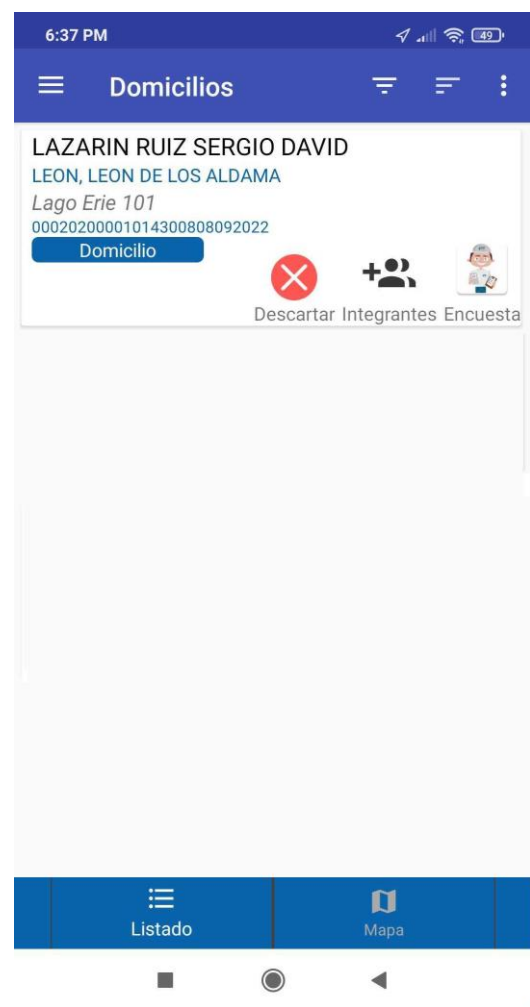 6:37 PM
49
Domicilios
LAZARIN RUIZ SERGIO DAVID
LEON, LEON DE LOS ALDAMA
Lago Erie 101
00020200001014300808092022
Domicilio
Descartar Integrantes Encuesta
Listado
Mapa